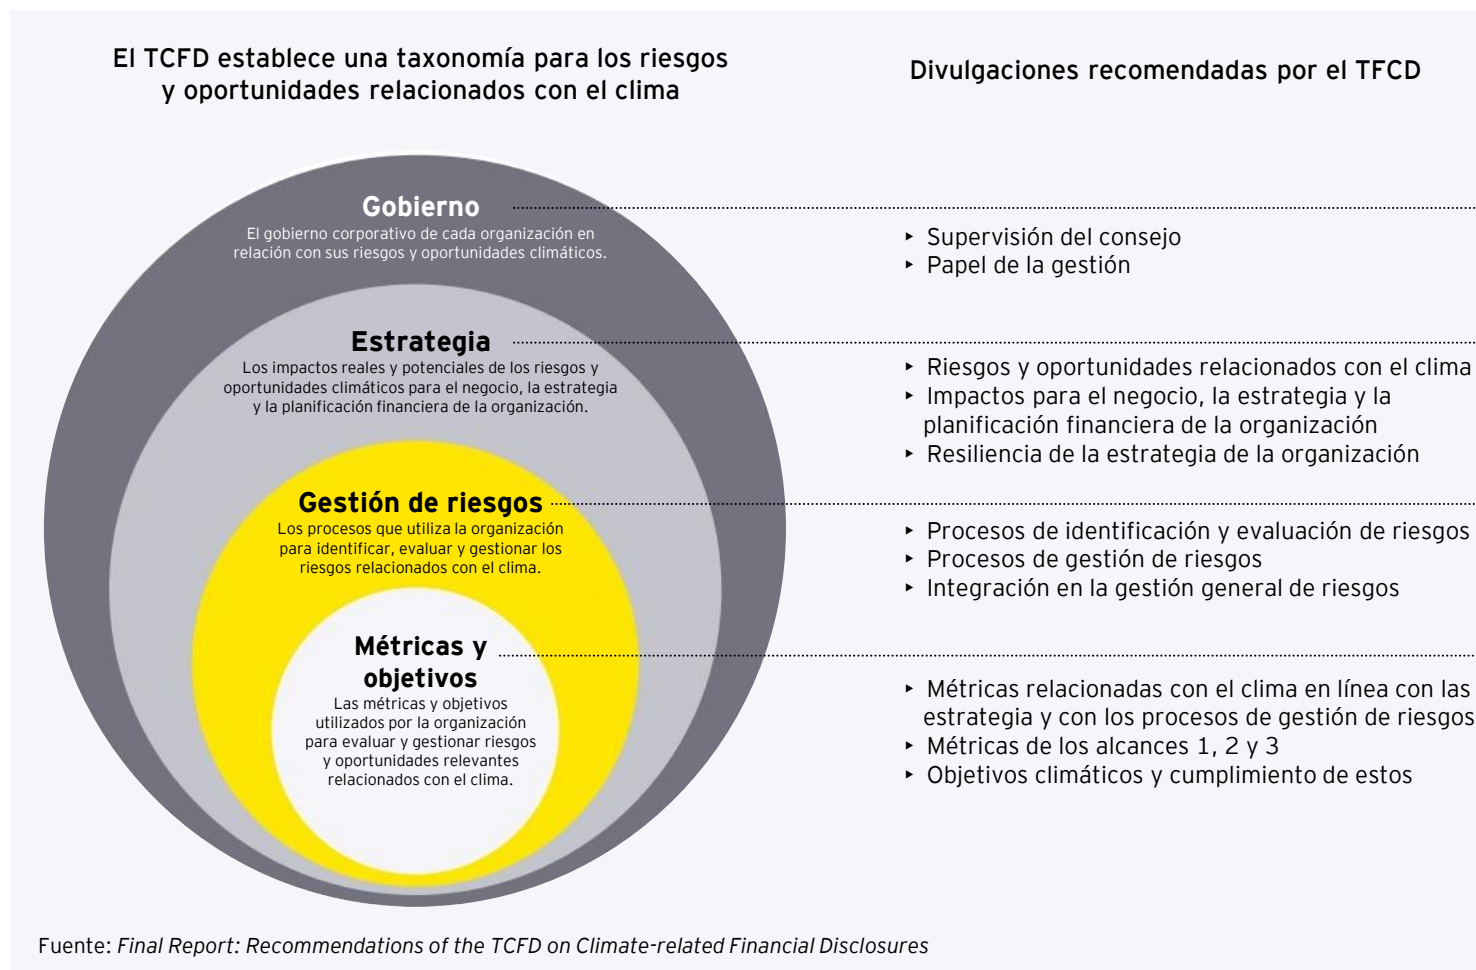 El TCFD establece una taxonomía para los riesgos
y oportunidades relacionados con el clima
Divulgaciones recomendadas por el TFCD
Gobierno
El gobierno corporativo de cada organización en
relación con sus riesgos y oportunidades climáticos.
▸ Supervisión del consejo
▸ Papel de la gestión
Estrategia
Los impactos reales y potenciales de los riesgos y
oportunidades climáticos para el negocio, la estrategia
y la planificación financiera de la organización.
▸ Riesgos y oportunidades relacionados con el clima
▸ Impactos para el negocio, la estrategia y la
planificación financiera de la organización
▸ Resiliencia de la estrategia de la organización
Gestión de riesgos
Los procesos que utiliza la organización
para identificar, evaluar y gestionar los
riesgos relacionados con el clima.
▸ Procesos de identificación y evaluación de riesgos
▸ Procesos de gestión de riesgos
▸ Integración en la gestión general de riesgos
Métricas y
objetivos
Las métricas y objetivos
utilizados por la organización
para evaluar y gestionar riesgos
y oportunidades relevantes
relacionados con el clima.
▸ Métricas relacionadas con el clima en línea con las
estrategia y con los procesos de gestión de riesgos
▸ Métricas de los alcances 1, 2 y 3
▸ Objetivos climáticos y cumplimiento de estos
Fuente: Final Report: Recommendations of the TCFD on Climate-related Financial Disclosures